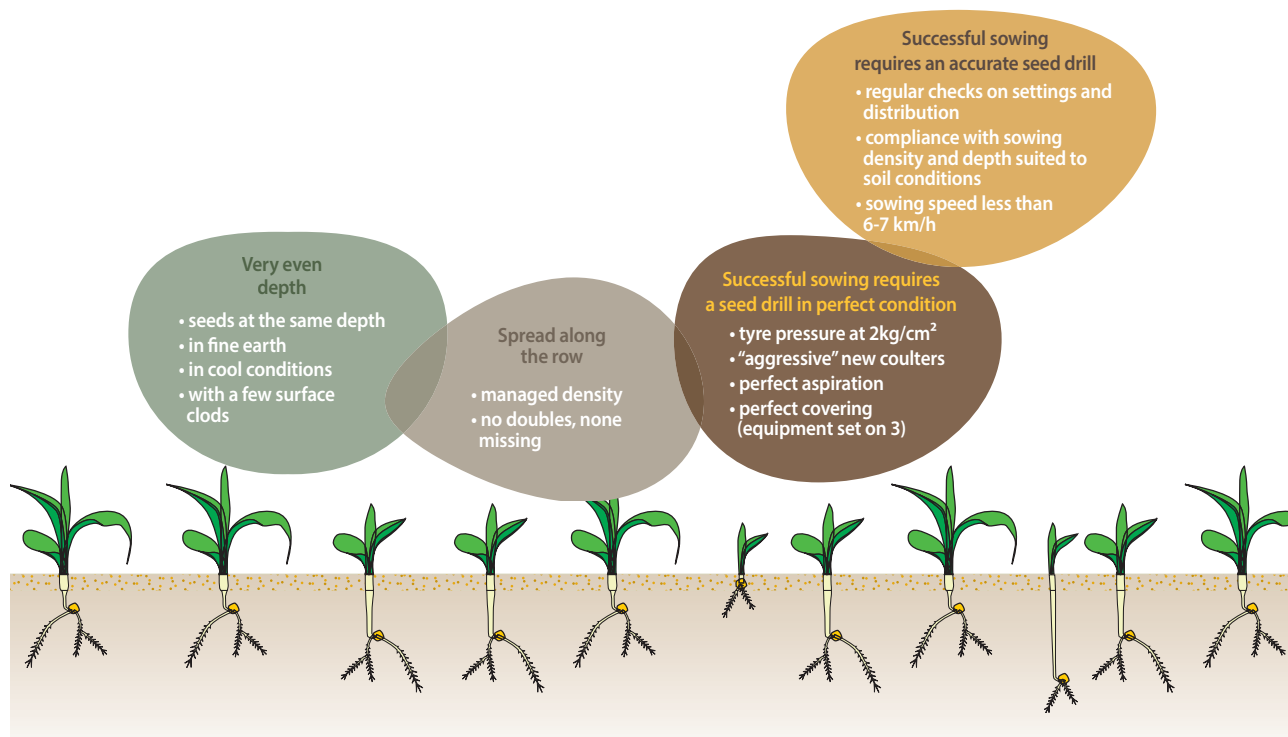 Successful sowing
requires an accurate seed drill
• regular checks on settings and
distribution
• compliance with sowing
density and depth suited to
soil conditions
• sowing speed less than
6-7 km/h
Very even
depth
• seeds at the same depth
• in fine earth
• in cool conditions
• with a few surface
clods
Spread along
the row
• managed density
• no doubles, none
missing
Successful sowing requires
a seed drill in perfect condition
• tyre pressure at 2kg/cm²
• “aggressive” new coulters
• perfect aspiration
• perfect covering
(equipment set on 3)